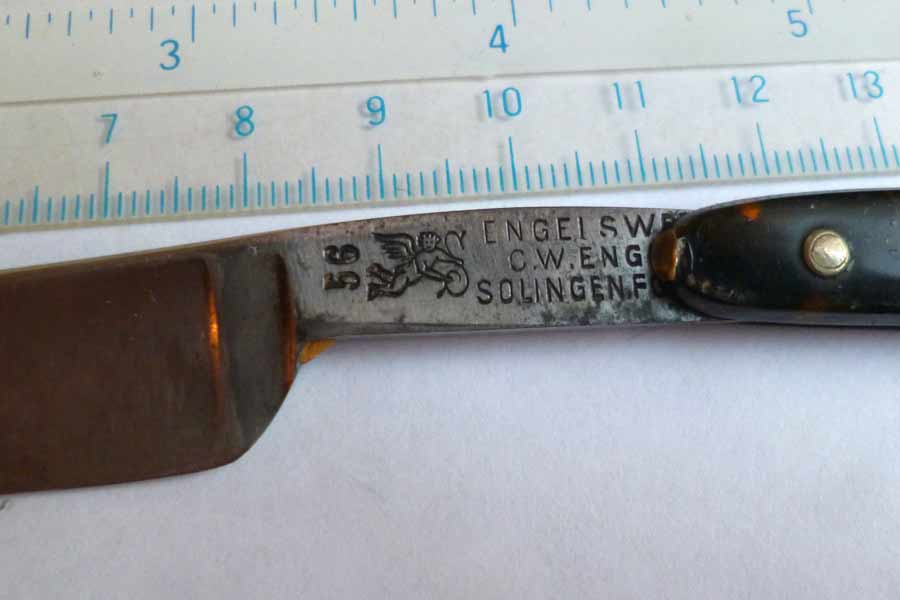 3 4 5
7 8 9 10 11 12 13
56
ENGELSW
C.W.ENG
SOLINGEN.F